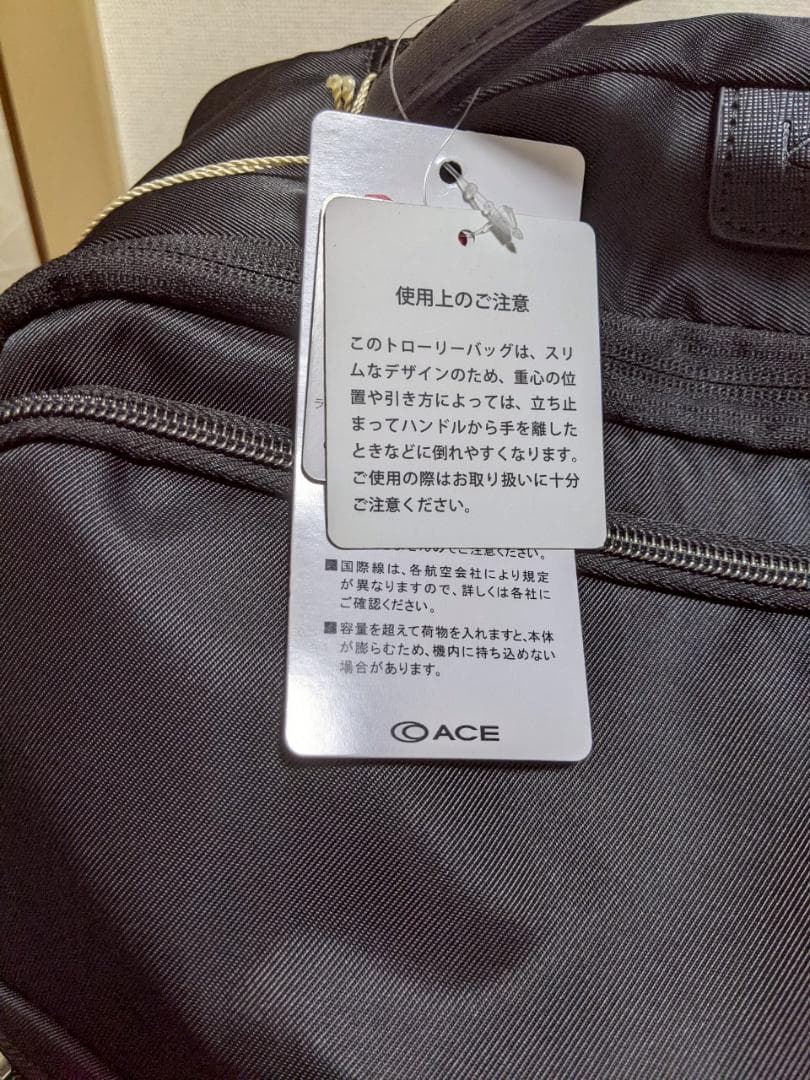 使用上のご注意
このトローリーバッグは、スリ
ムなデザインのため、重心の位
置や引き方によっては、立ち止
まってハンドルから手を離した
ときなどに倒れやすくなります。
ご使用の際はお取り扱いに十分
ご注意ください。
ご注意ください。
■国際線は、各航空会社により規定
が異なりますので、詳しくは各社に
ご確認ください。
■容量を超えて荷物を入れますと、本体
が膨らむため、機内に持ち込めない
場合があります。
ACE